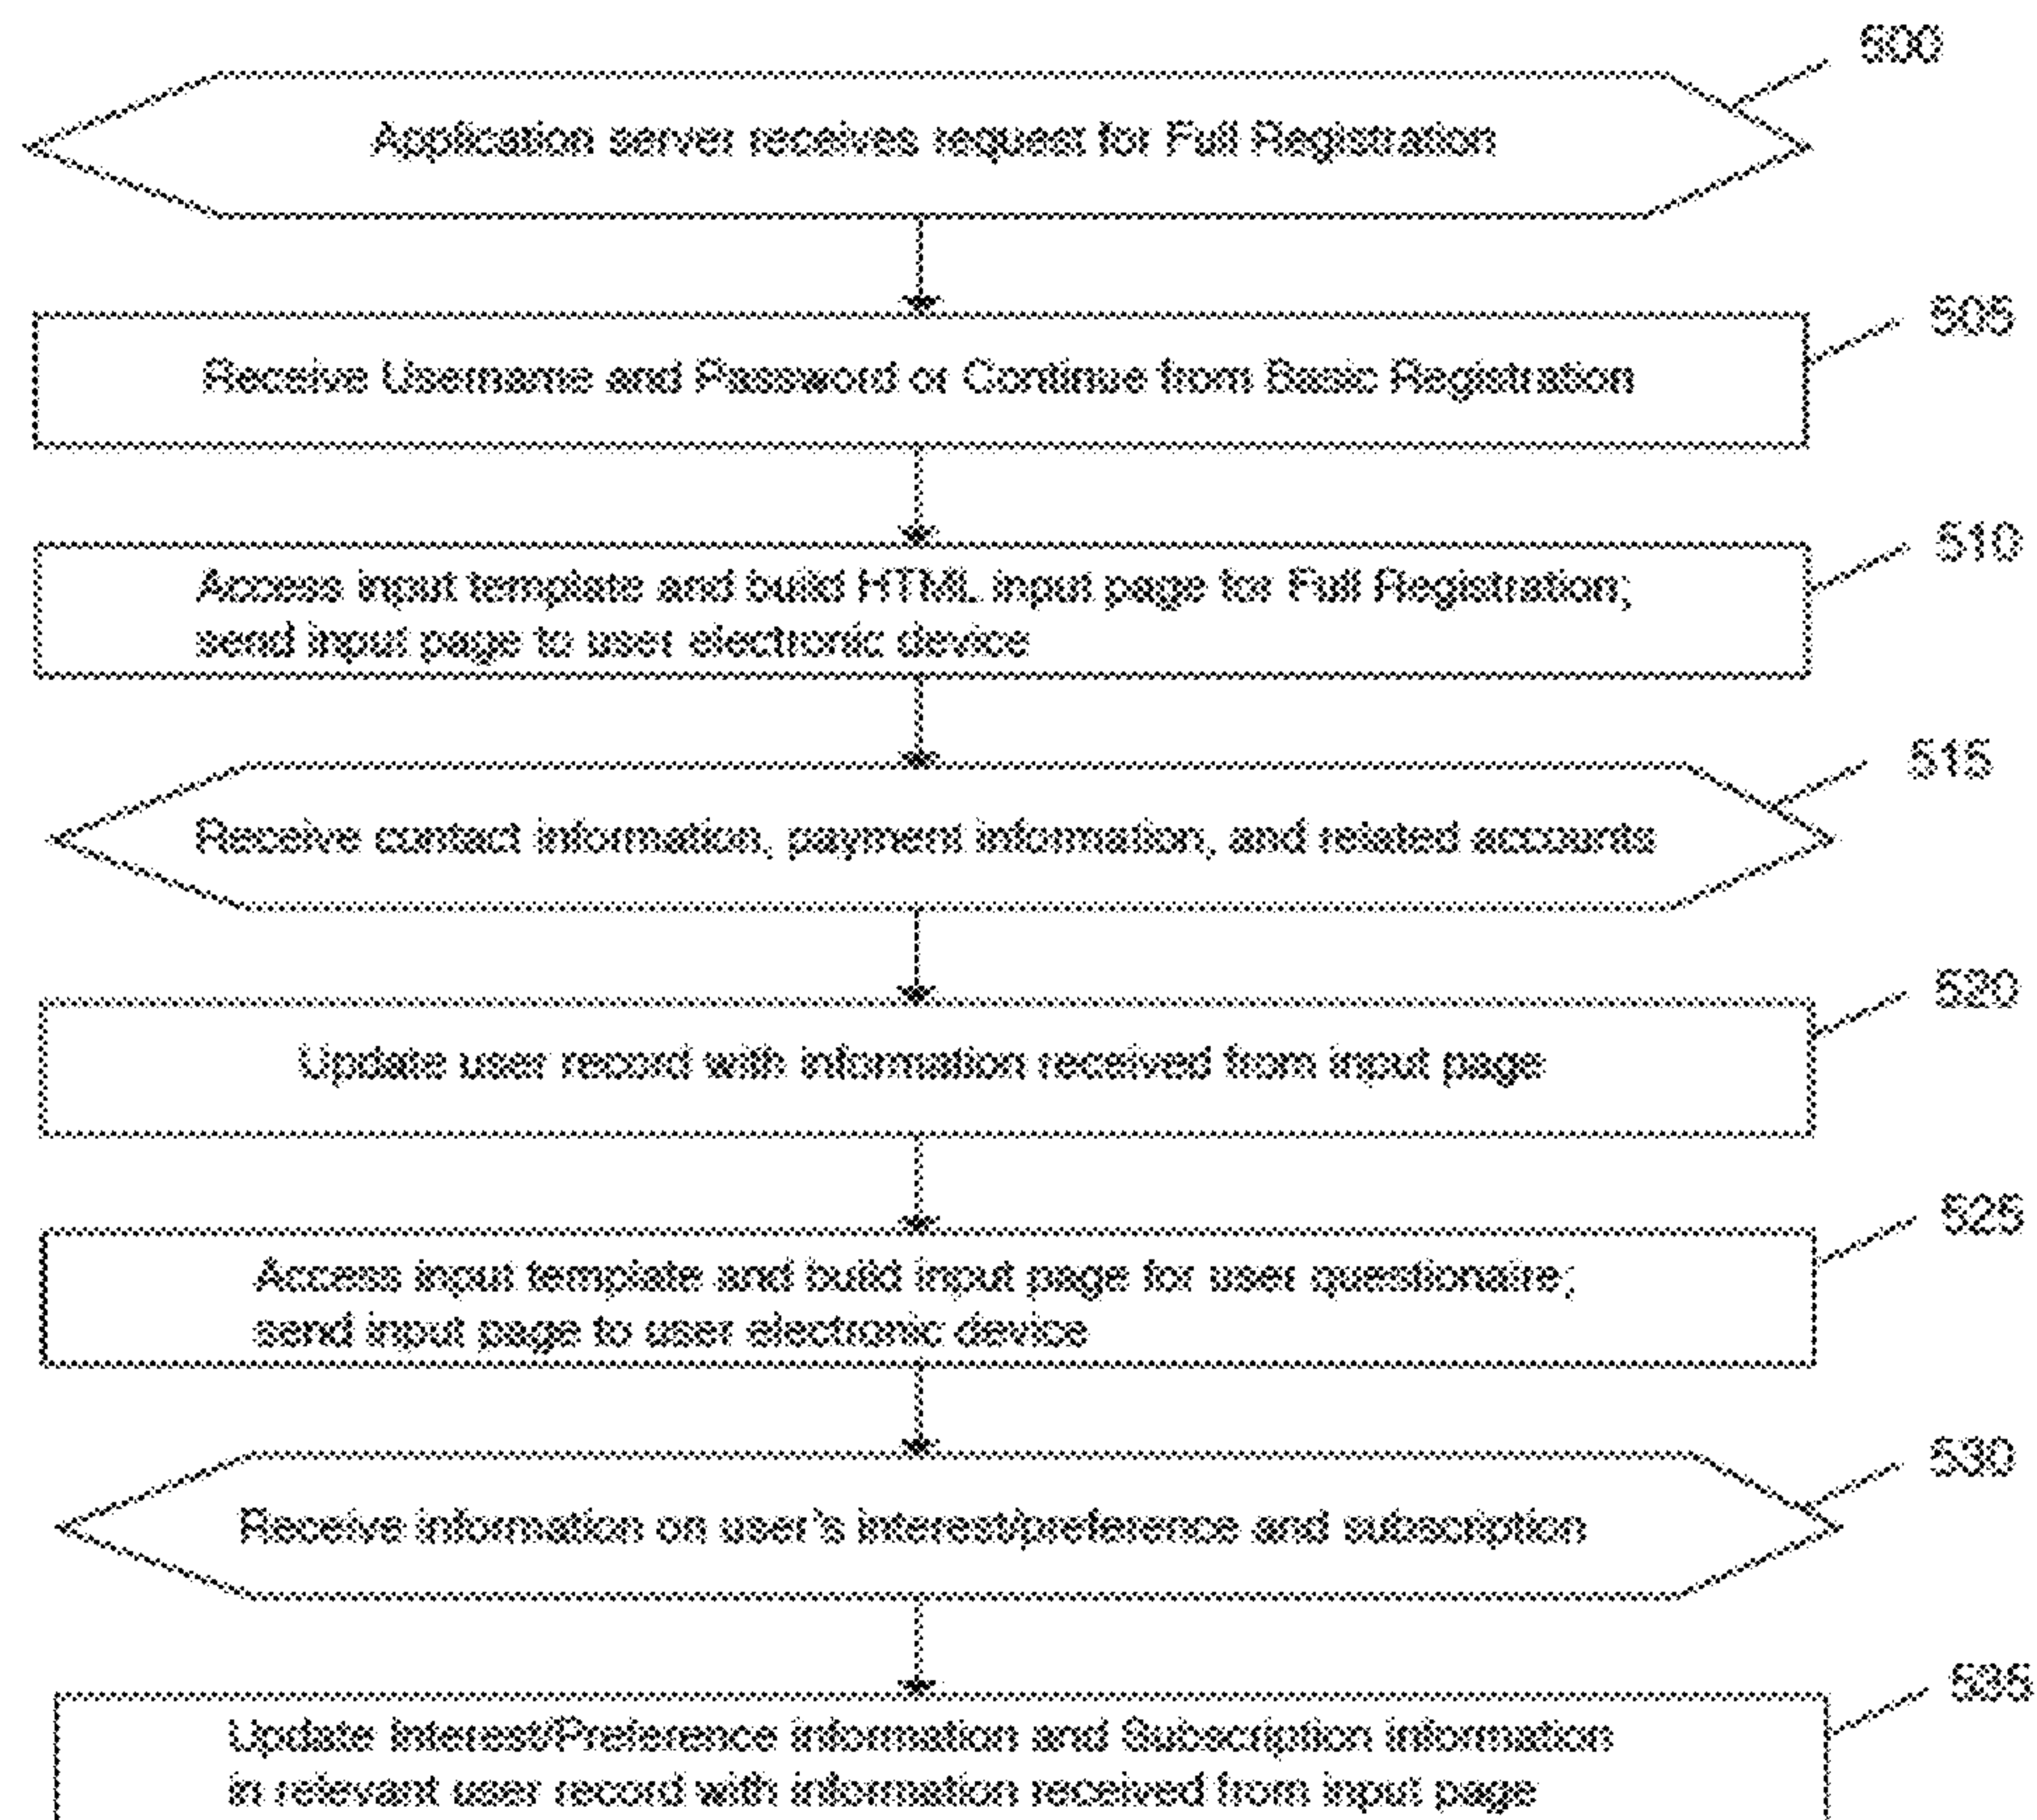 500
Application server receives request for Full Registration
505
Receive Username and Password or Continue from Basic Registration
510
Access input template and build HTML input page for Full Registration;
send input page to user electronic device
515
Receive contact information, payment information, and related accounts
520
Update user record with information received from input page
525
Access input template and build input page for user questionaire;
send input page to user electronic device
530
Receive information on user's interest/preference and subscription
535
Update Interest/Preference information and Subscription information
in relevant user record with information received from input page